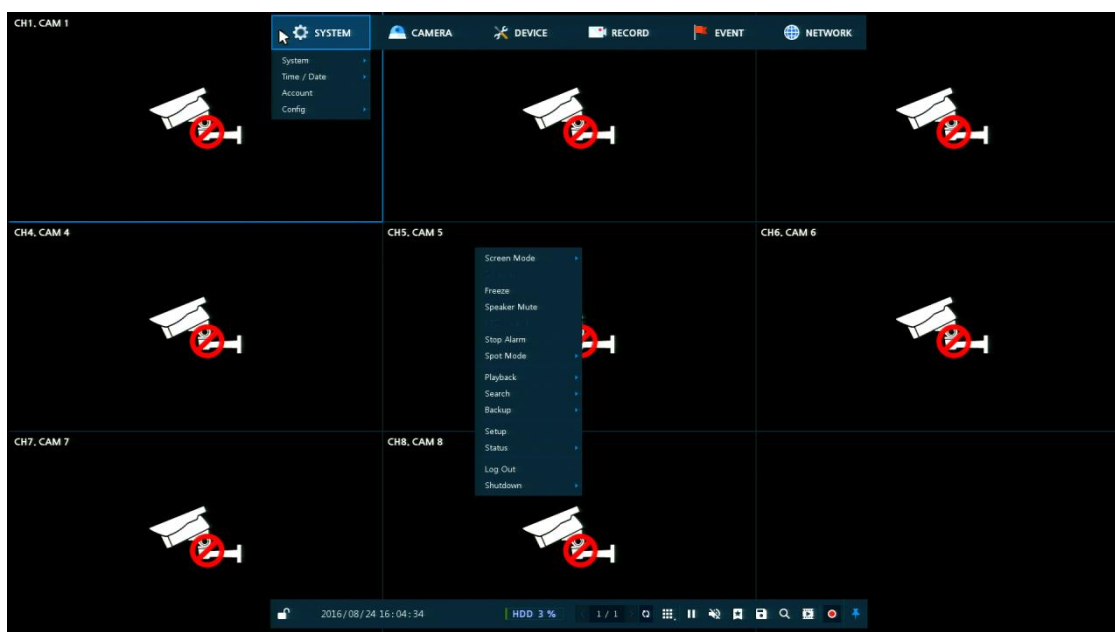 CH1, CAM 1
SYSTEM CAMERA DEVICE RECORD EVENT NETWORK
System
Time / Date
Account
Config
CH4, CAM 4
CH5, CAM 5
CH6, CAM 6
Screen Mode
Freeze
Speaker Mute
Stop Alarm
Spot Mode
Playback
Search
Backup
Setup
Status
Log Out
Shutdown
CH7, CAM 7
CH8, CAM 8
2016/08/24 16:04:34 HDD 3 % 1 / 1